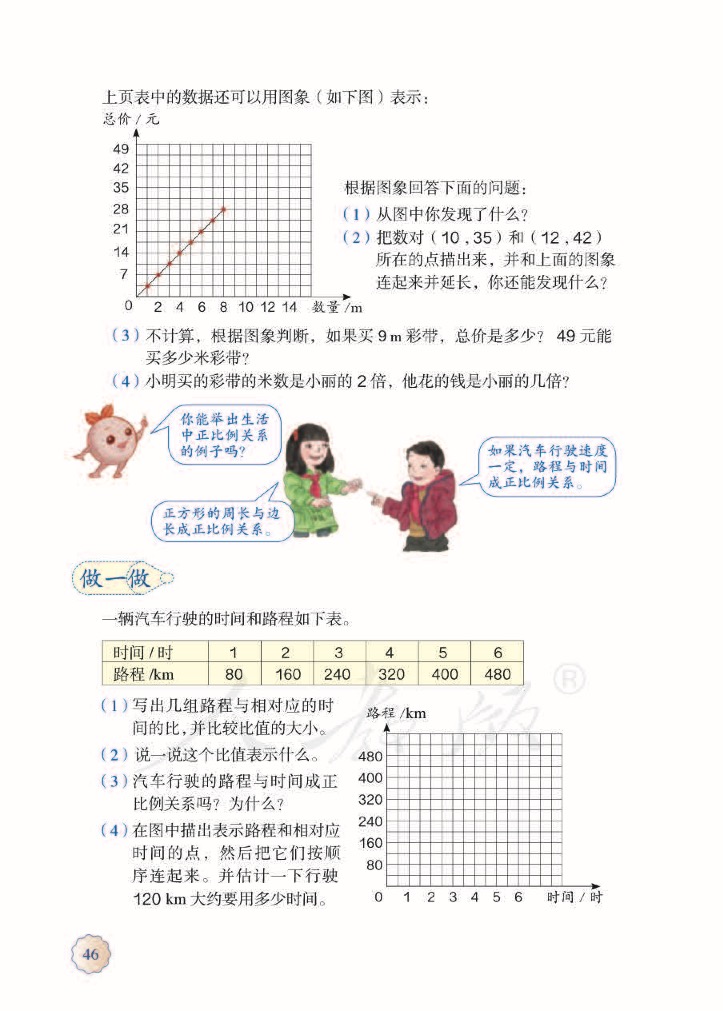 上页表中的数据还可以用图象（如下图）表示：
总价 / 元
49
42
35
28
21
14
7
0 2 4 6 8 10 12 14 数量 /m
根据图象回答下面的问题：
（1）从图中你发现了什么？
（2）把数对（10，35）和（12，42）
所在的点描出来，并和上面的图象
连起来并延长，你还能发现什么？
（3）不计算，根据图象判断，如果买 9 m 彩带，总价是多少？ 49 元能
买多少米彩带？
（4）小明买的彩带的米数是小丽的 2 倍，他花的钱是小丽的几倍？
你能举出生活
中正比例关系
的例子吗？
正方形的周长与边
长成正比例关系。
如果汽车行驶速度
一定，路程与时间
成正比例关系。
做一做
一辆汽车行驶的时间和路程如下表。
时间 / 时 1 2 3 4 5 6
路程 /km 80 160 240 320 400 480
（1）写出几组路程与相对应的时
间的比，并比较比值的大小。
（2）说一说这个比值表示什么。
（3）汽车行驶的路程与时间成正
比例关系吗？为什么？
（4）在图中描出表示路程和相对应
时间的点，然后把它们按顺
序连起来。并估计一下行驶
120 km 大约要用多少时间。
路程 /km
480
400
320
240
160
80
0 1 2 3 4 5 6 时间 / 时
46